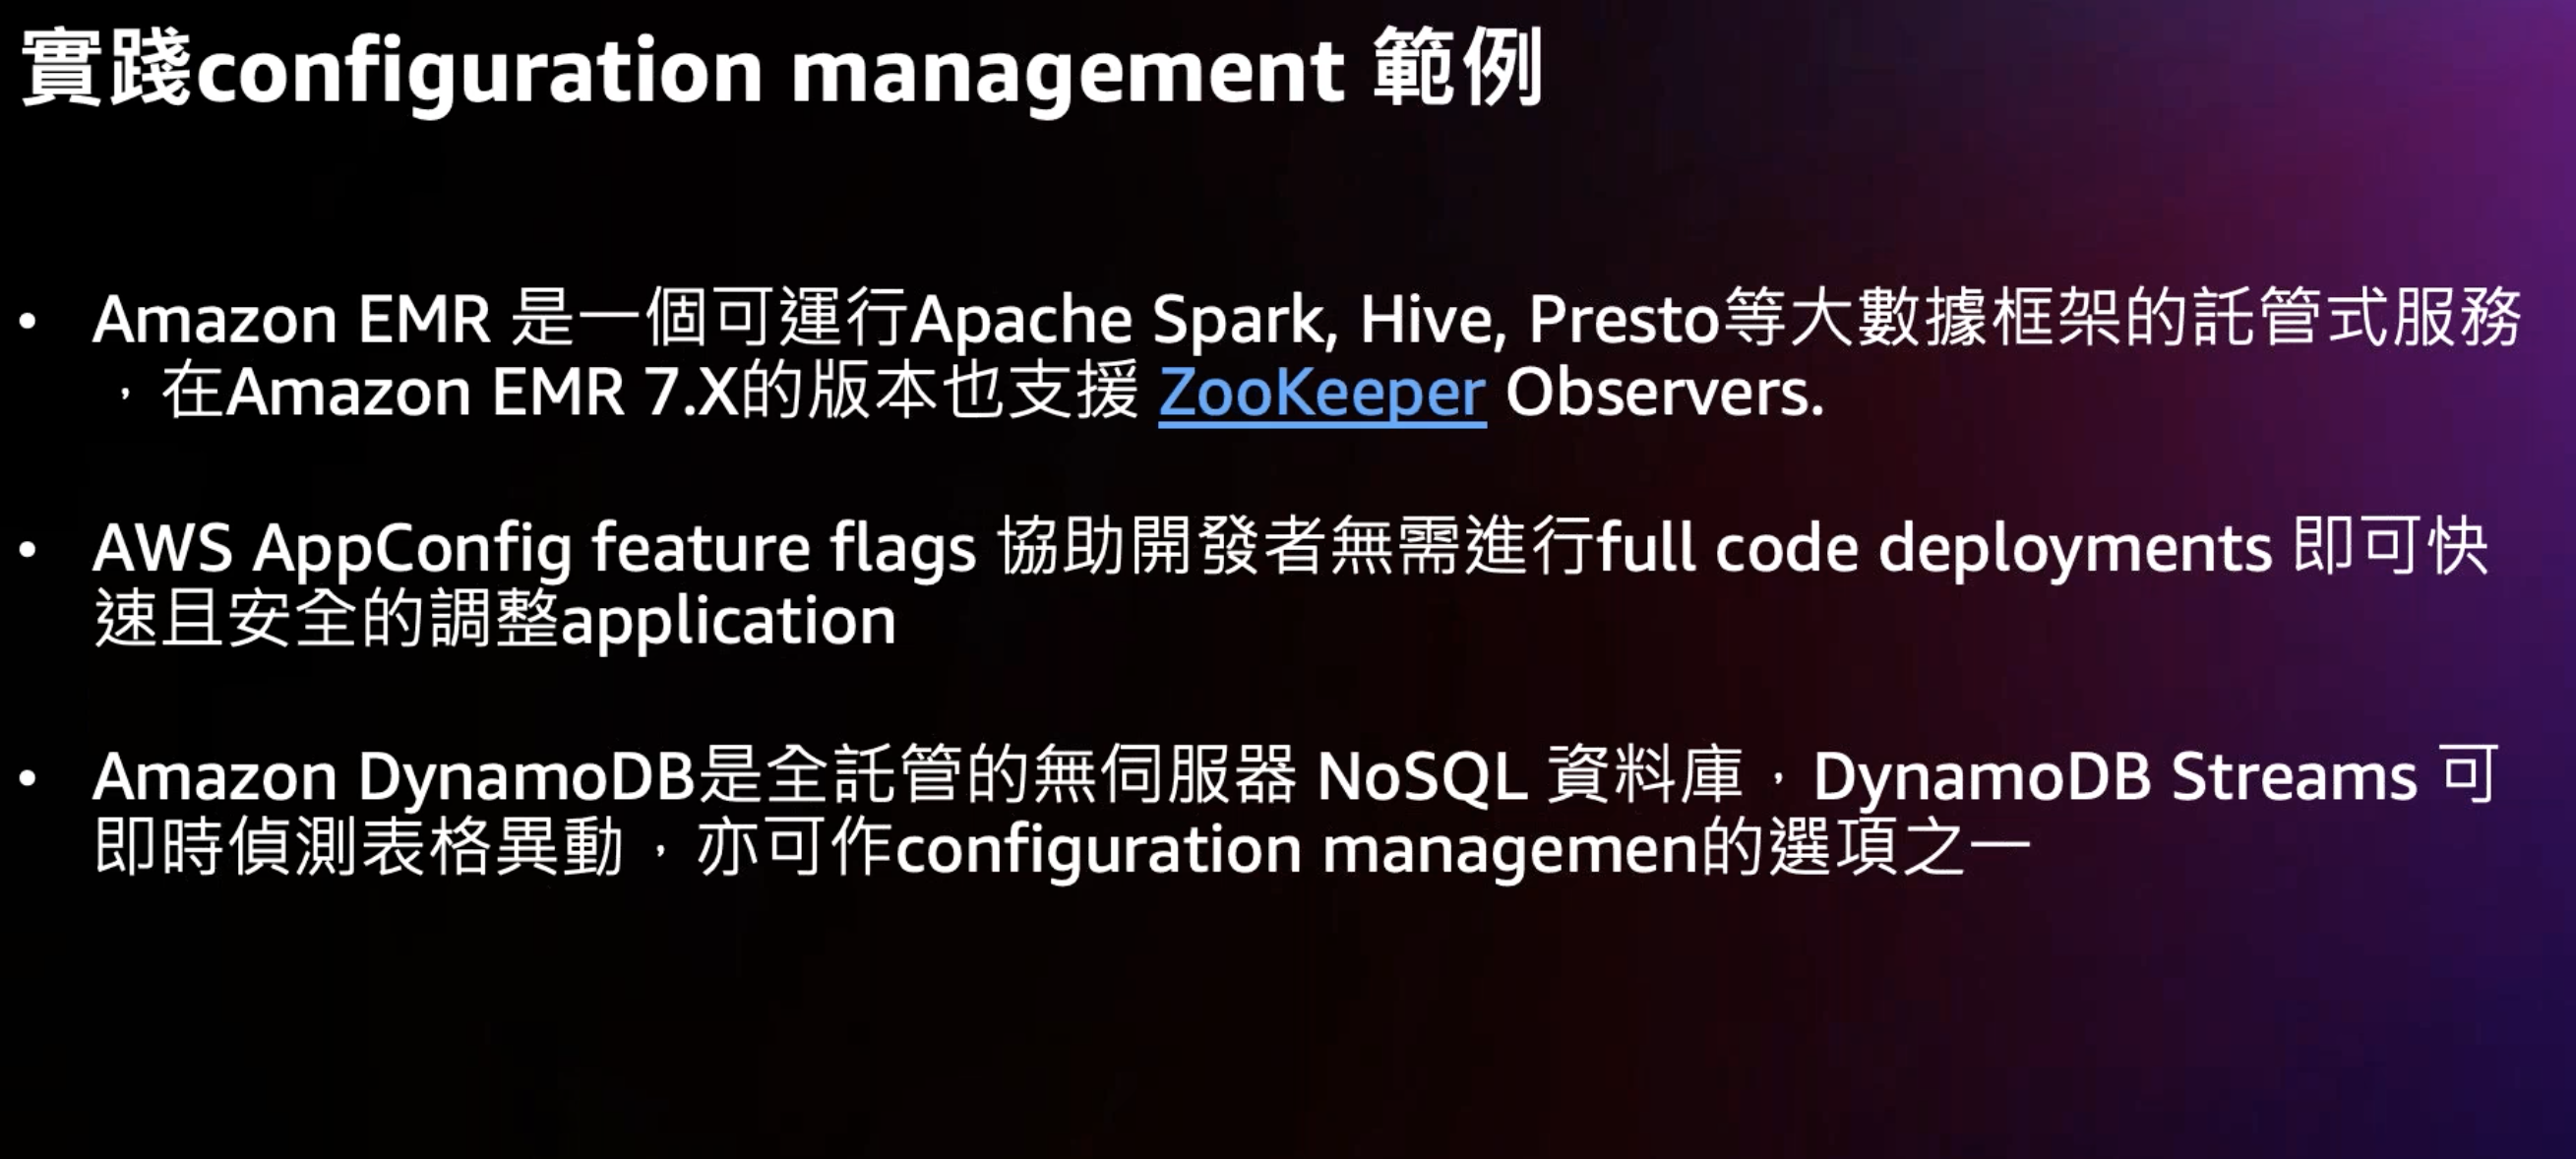 實踐configuration management 範例
• Amazon EMR 是一個可運行Apache Spark, Hive, Presto等大數據框架的託管式服務
，在Amazon EMR 7.X的版本也支援 ZooKeeper Observers.
• AWS AppConfig feature flags 協助開發者無需進行full code deployments 即可快
速且安全的調整application
• Amazon DynamoDB是全託管的無伺服器 NoSQL 資料庫，DynamoDB Streams 可
即時偵測表格異動，亦可作configuration managemen的選項之一